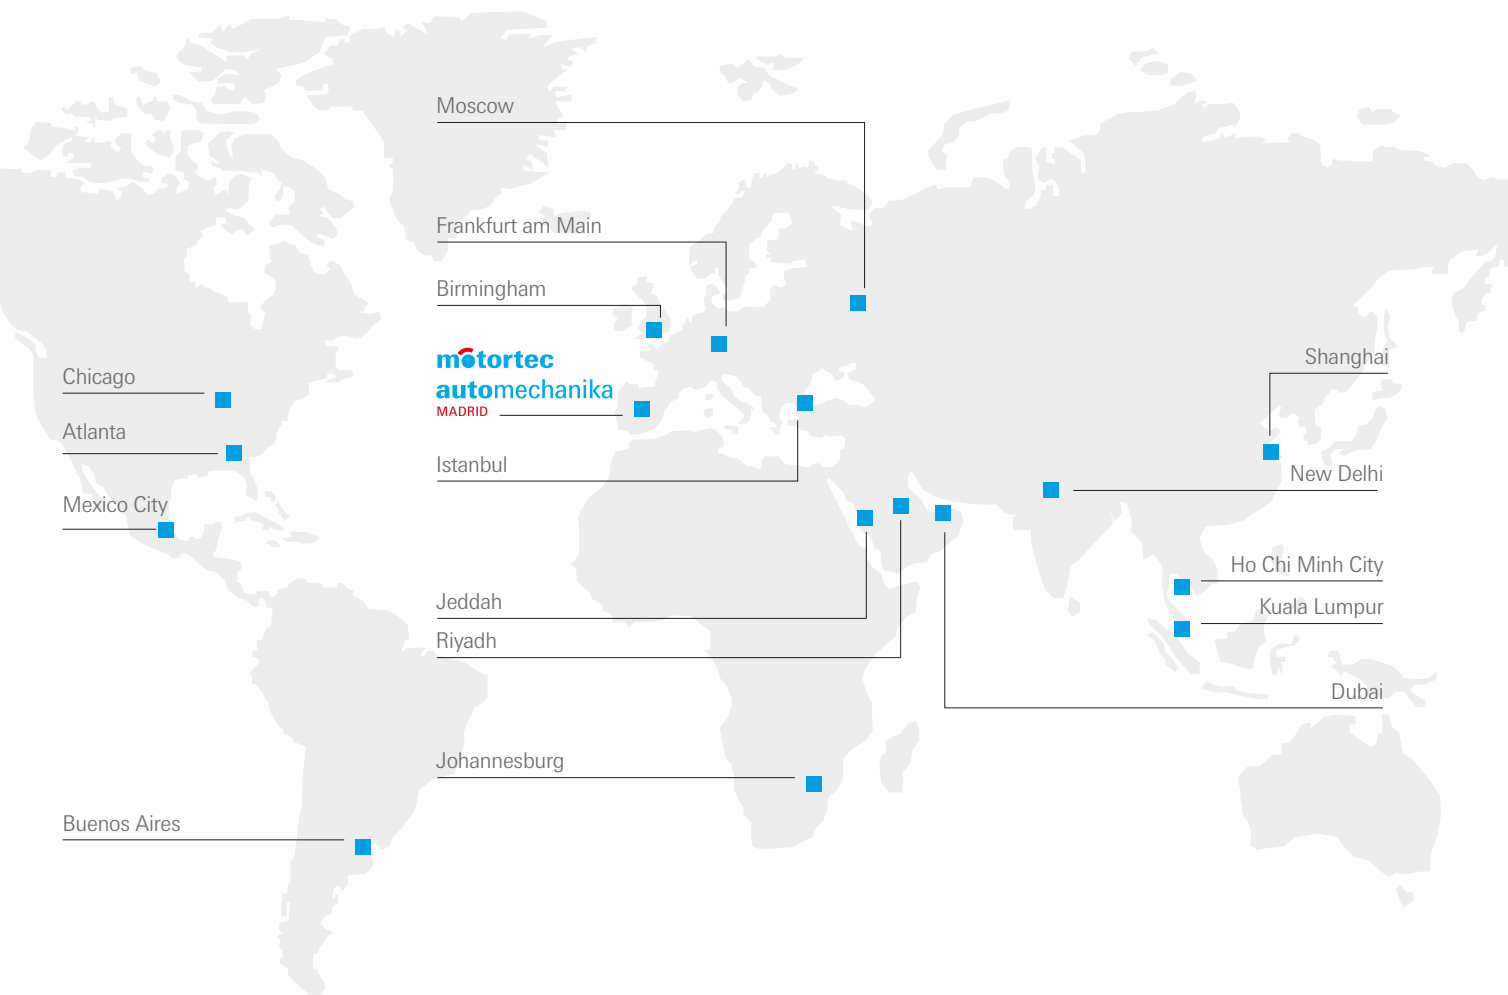 Moscow
Frankfurt am Main
Birmingham
motortec
automechanika
MADRID
Istanbul
Chicago
Atlanta
Mexico City
Jeddah
Riyadh
Johannesburg
Buenos Aires
Shanghai
New Delhi
Ho Chi Minh City
Kuala Lumpur
Dubai